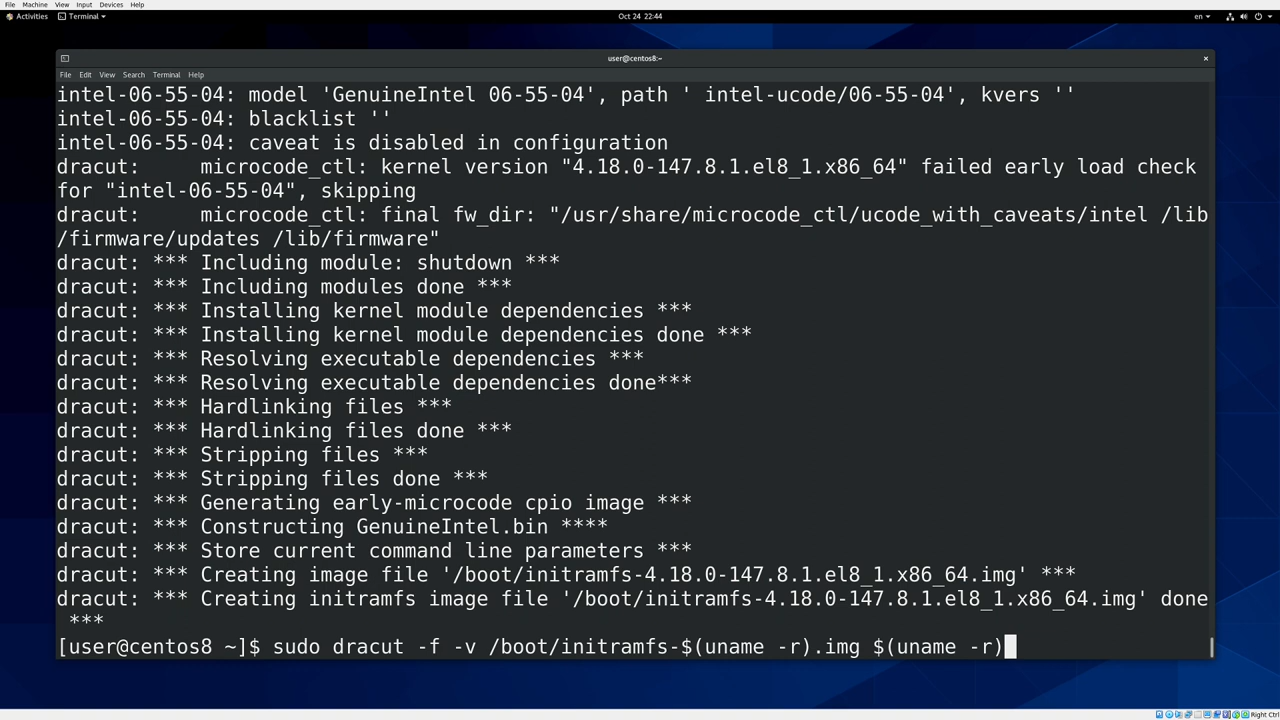 File Machine View Input Devices Help
Activities Terminal Oct 24 22:44 en
user@centos8:~
File Edit View Search Terminal Help
intel-06-55-04: model 'GenuineIntel 06-55-04', path ' intel-ucode/06-55-04', kvers ''
intel-06-55-04: blacklist ''
intel-06-55-04: caveat is disabled in configuration
dracut:     microcode_ctl: kernel version "4.18.0-147.8.1.el8_1.x86_64" failed early load check
for "intel-06-55-04", skipping
dracut:     microcode_ctl: final fw_dir: "/usr/share/microcode_ctl/ucode_with_caveats/intel /lib
/firmware/updates /lib/firmware"
dracut: *** Including module: shutdown ***
dracut: *** Including modules done ***
dracut: *** Installing kernel module dependencies ***
dracut: *** Installing kernel module dependencies done ***
dracut: *** Resolving executable dependencies ***
dracut: *** Resolving executable dependencies done***
dracut: *** Hardlinking files ***
dracut: *** Hardlinking files done ***
dracut: *** Stripping files ***
dracut: *** Stripping files done ***
dracut: *** Generating early-microcode cpio image ***
dracut: *** Constructing GenuineIntel.bin ****
dracut: *** Store current command line parameters ***
dracut: *** Creating image file '/boot/initramfs-4.18.0-147.8.1.el8_1.x86_64.img' ***
dracut: *** Creating initramfs image file '/boot/initramfs-4.18.0-147.8.1.el8_1.x86_64.img' done
 ***
[user@centos8 ~]$ sudo dracut -f -v /boot/initramfs-$(uname -r).img $(uname -r)
Right Ctrl